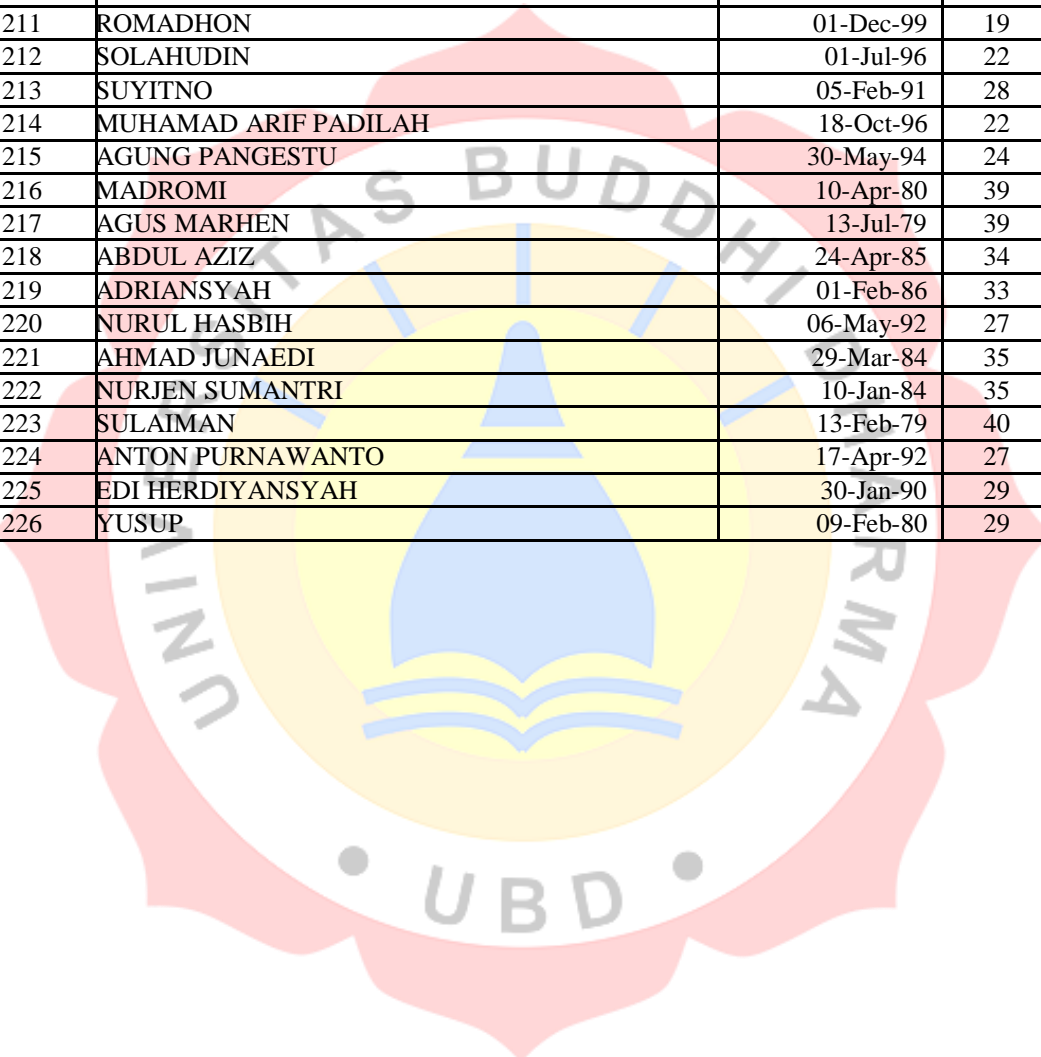 211 ROMADHON 01-Dec-99 19
212 SOLAHUDIN 01-Jul-96 22
213 SUYITNO 05-Feb-91 28
214 MUHAMAD ARIF PADILAH 18-Oct-96 22
215 AGUNG PANGESTU 30-May-94 24
216 MADROMI 10-Apr-80 39
217 AGUS MARHEN 13-Jul-79 39
218 ABDUL AZIZ 24-Apr-85 34
219 ADRIANSYAH 01-Feb-86 33
220 NURUL HASBIH 06-May-92 27
221 AHMAD JUNAEDI 29-Mar-84 35
222 NURJEN SUMANTRI 10-Jan-84 35
223 SULAIMAN 13-Feb-79 40
224 ANTON PURNAWANTO 17-Apr-92 27
225 EDI HERDIYANSYAH 30-Jan-90 29
226 YUSUP 09-Feb-80 29
UNIVERSITAS BUDDHI DHARMA
• UBD •